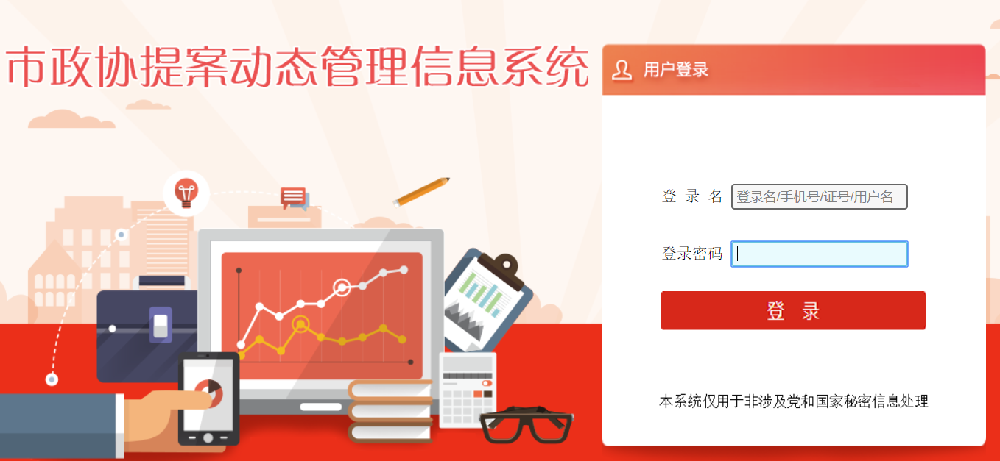 市政协提案动态管理信息系统
用户登录
登 录 名 登录名/手机号/证号/用户名
登录密码
登 录
本系统仅用于非涉及党和国家秘密信息处理